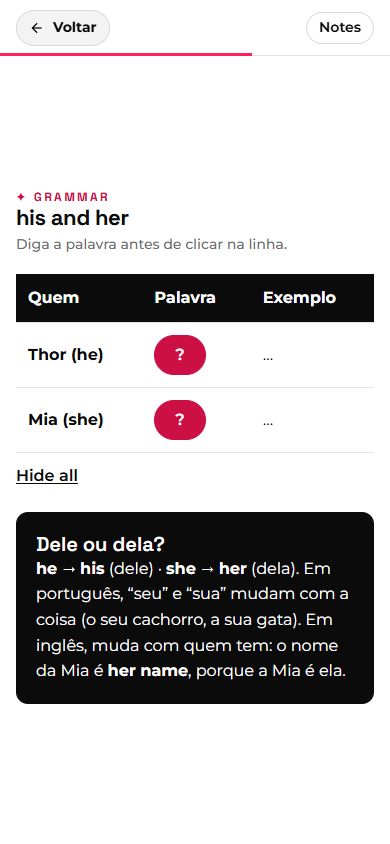 ← Voltar
Notes
✦ GRAMMAR
his and her
Diga a palavra antes de clicar na linha.
Quem Palavra Exemplo
Thor (he) ? ...
Mia (she) ? ...
Hide all
Dele ou dela?
he → his (dele) · she → her (dela). Em
português, “seu” e “sua” mudam com a
coisa (o seu cachorro, a sua gata). Em
inglês, muda com quem tem: o nome
da Mia é her name, porque a Mia é ela.